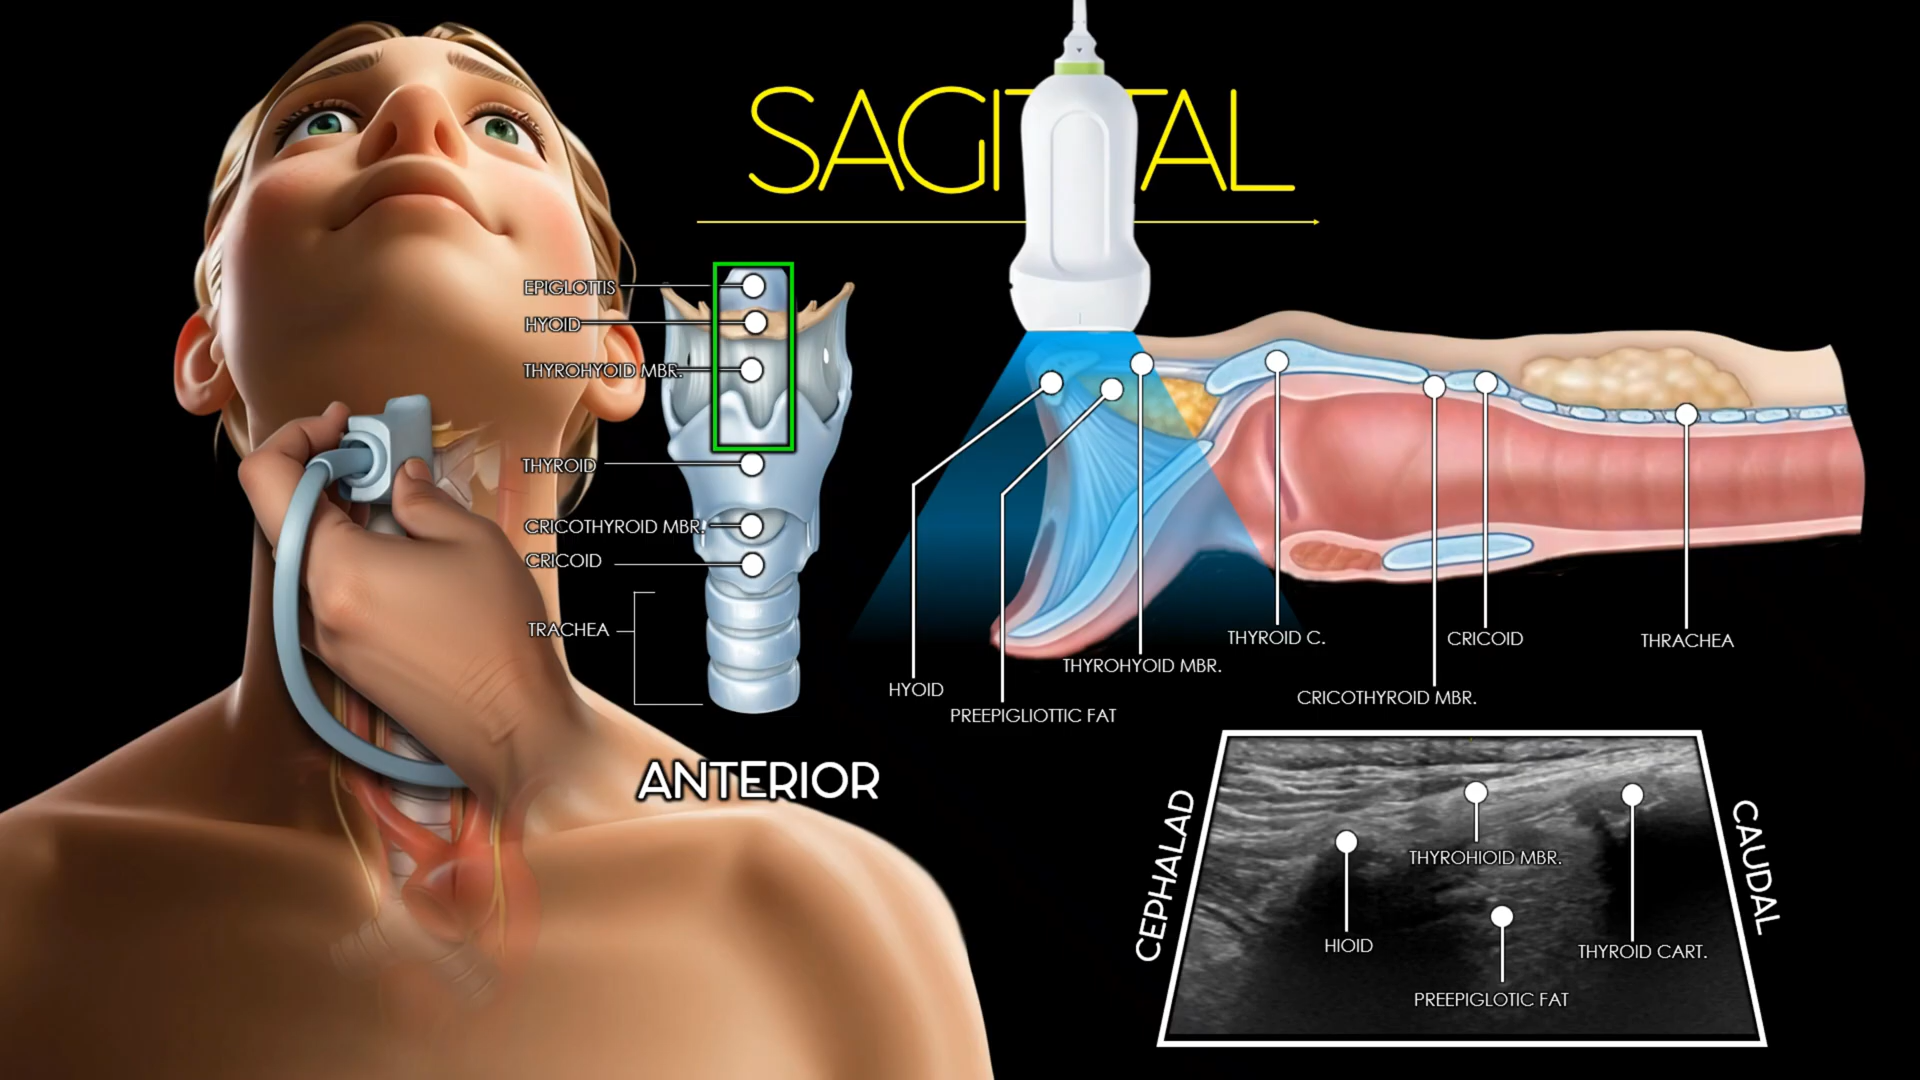 SAGITTAL
EPIGLOTTIS
HYOID
THYROHYOID MBR.
THYROID
CRICOTHYROID MBR.
CRICOID
TRACHEA
ANTERIOR
HYOID
PREEPIGLIOTTIC FAT
THYROHYOID MBR.
THYROID C.
CRICOTHYROID MBR.
CRICOID
THRACHEA
CEPHALAD
CAUDAL
HIOID
THYROHIOID MBR.
PREEPIGLOTIC FAT
THYROID CART.